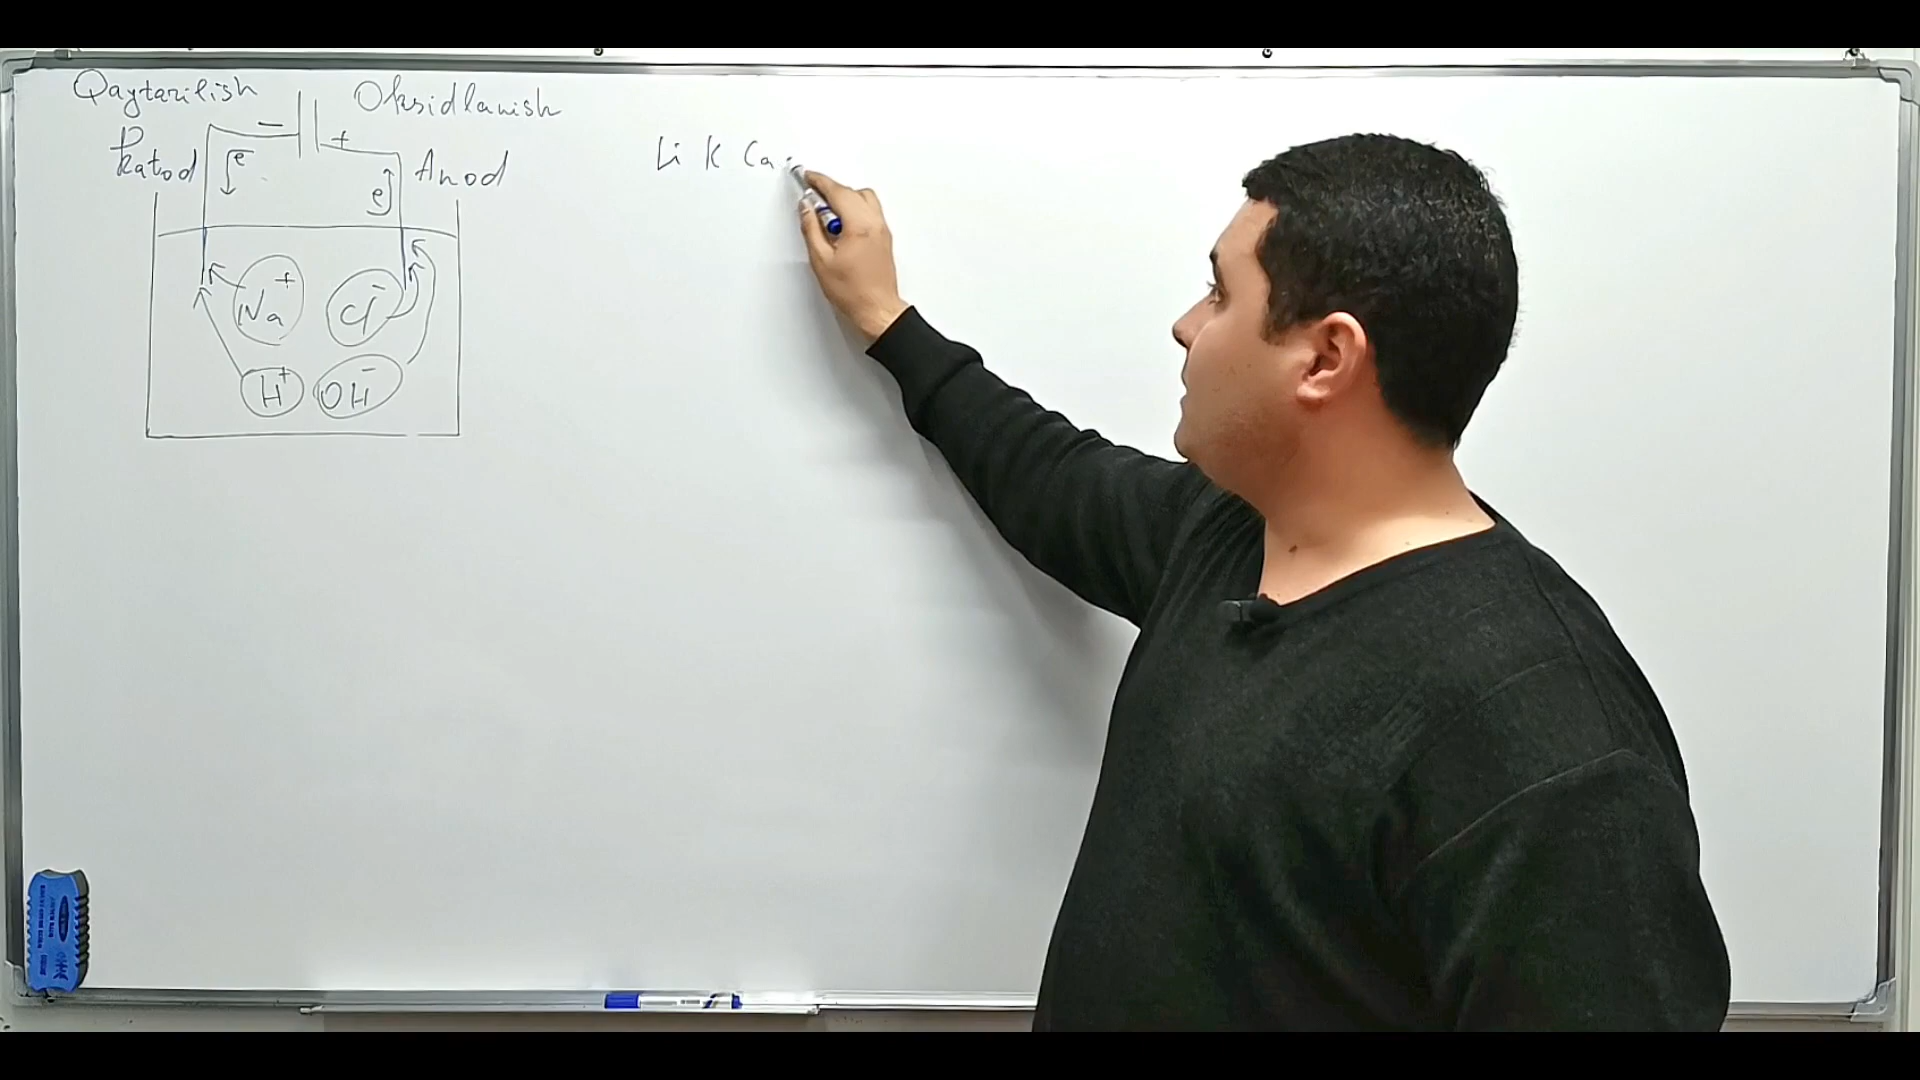 Qaytarilish
Oksidlanish
− +
Katod e
e Anod
Na⁺ Cl⁻
H⁺ OH⁻
Li K Ca